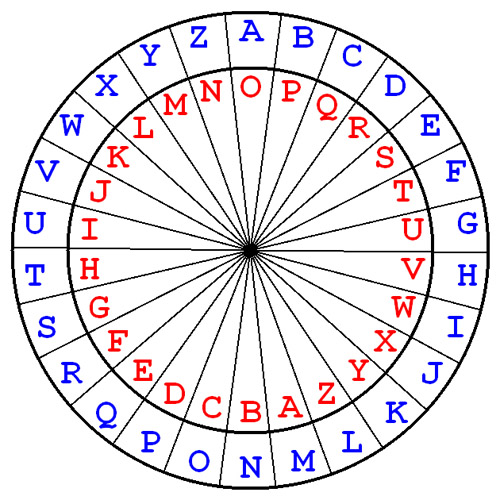 A B C D E F G H I J K L M N O P Q R S T U V W X Y Z
O P Q R S T U V W X Y Z A B C D E F G H I J K L M N